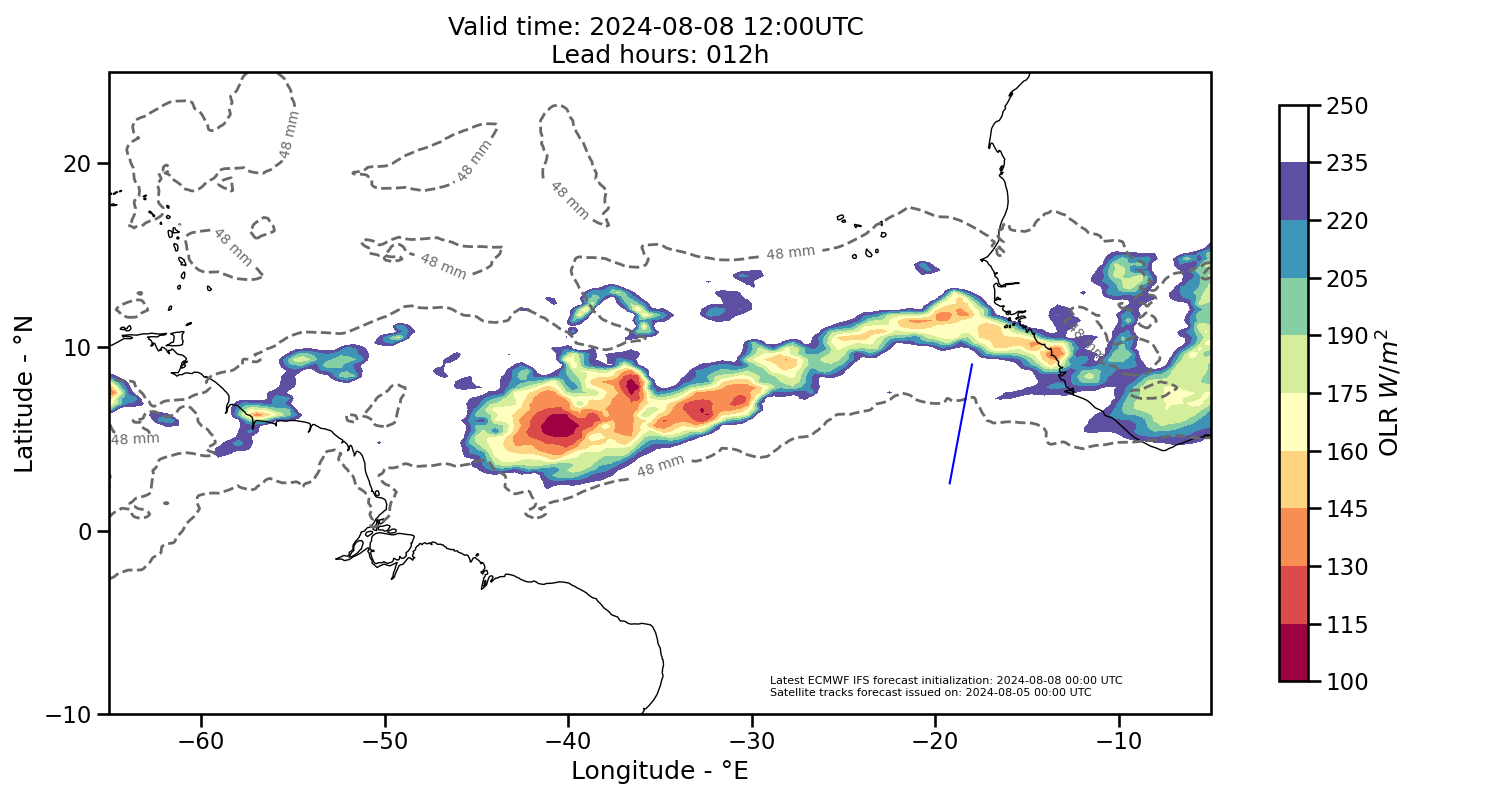 Valid time: 2024-08-08 12:00UTC
Lead hours: 012h
Latitude - °N
20
10
0
−10
48 mm
48 mm
48 mm
48 mm
48 mm
48 mm
48 mm
48 mm
48 mm
Latest ECMWF IFS forecast initialization: 2024-08-08 00:00 UTC
Satellite tracks forecast issued on: 2024-08-05 00:00 UTC
−60
−50
−40
−30
−20
−10
Longitude - °E
250
235
220
205
190
175
160
145
130
115
100
OLR W/m²